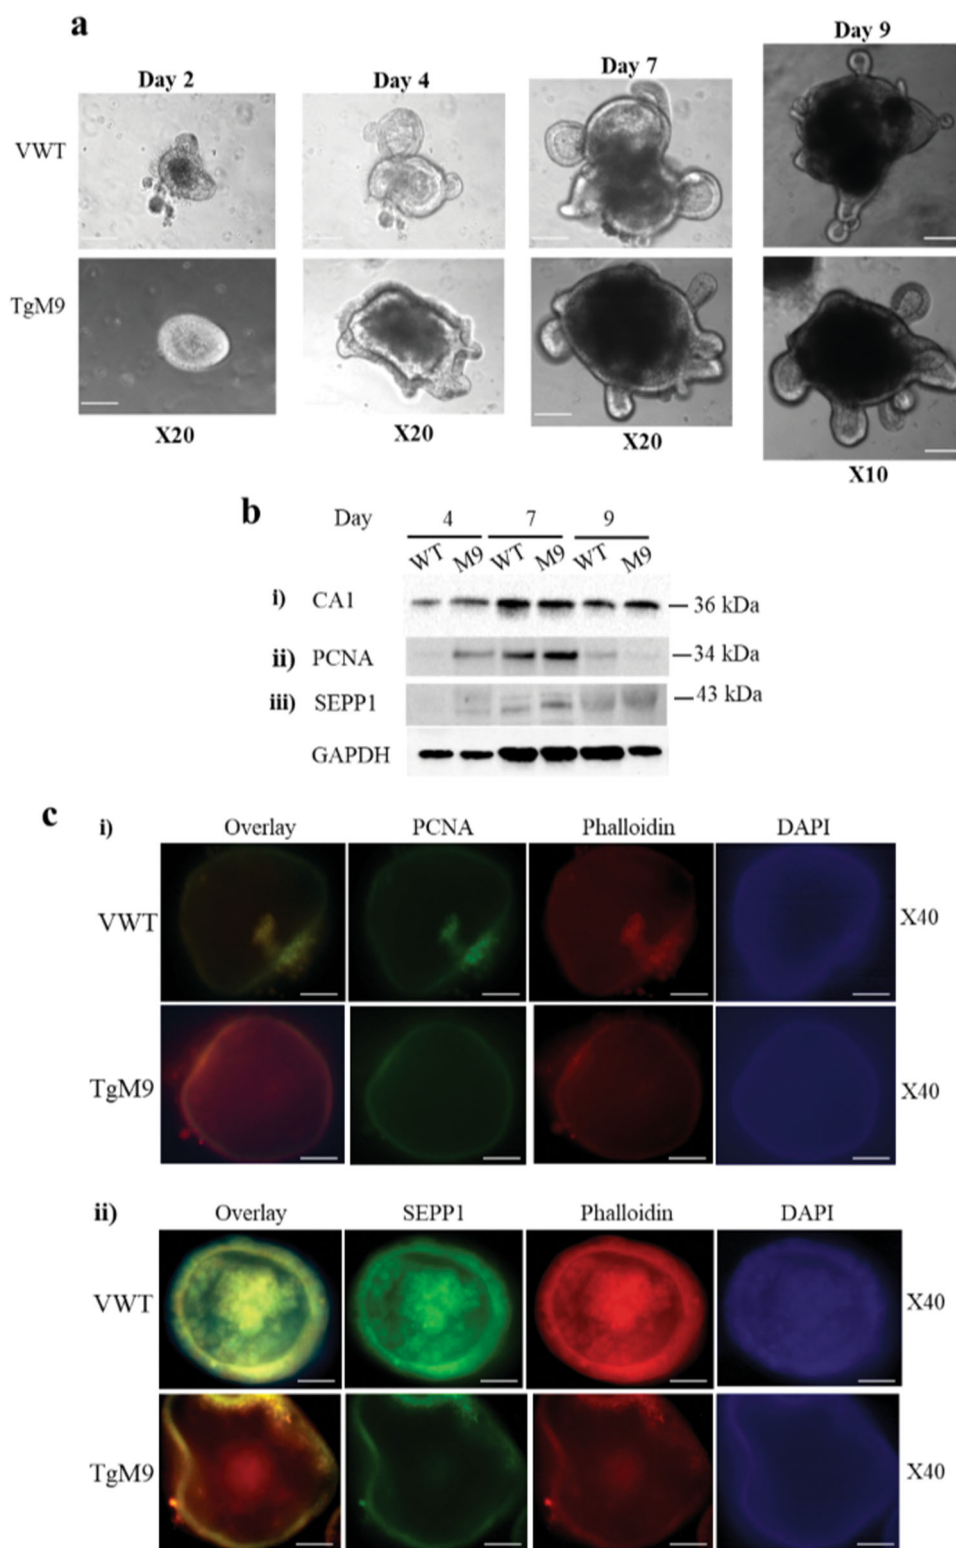 a
Day 2 Day 4 Day 7 Day 9
VWT
TgM9
X20 X20 X20 X10
b
Day 4 7 9
WT M9 WT M9 WT M9
i) CA1 36 kDa
ii) PCNA 34 kDa
iii) SEPP1 43 kDa
GAPDH
c
i) Overlay PCNA Phalloidin DAPI
VWT X40
TgM9 X40
ii) Overlay SEPP1 Phalloidin DAPI
VWT X40
TgM9 X40